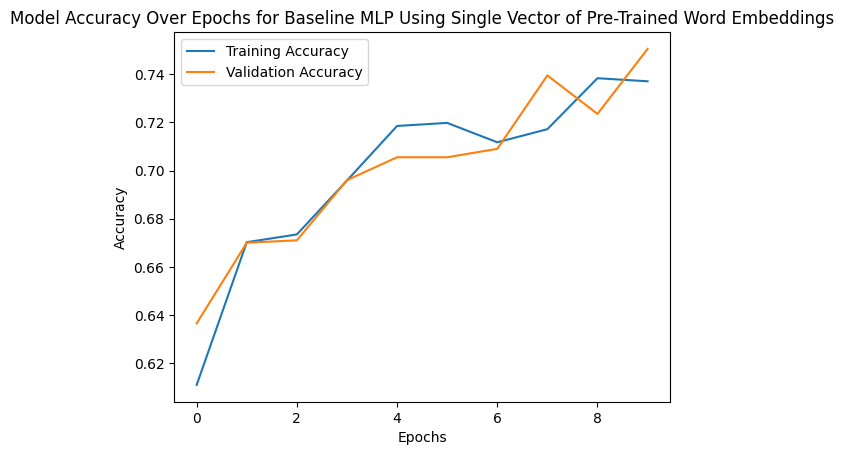 Model Accuracy Over Epochs for Baseline MLP Using Single Vector of Pre-Trained Word Embeddings
Training Accuracy
Validation Accuracy
0.74
0.72
0.70
0.68
0.66
0.64
0.62
Accuracy
0 2 4 6 8
Epochs